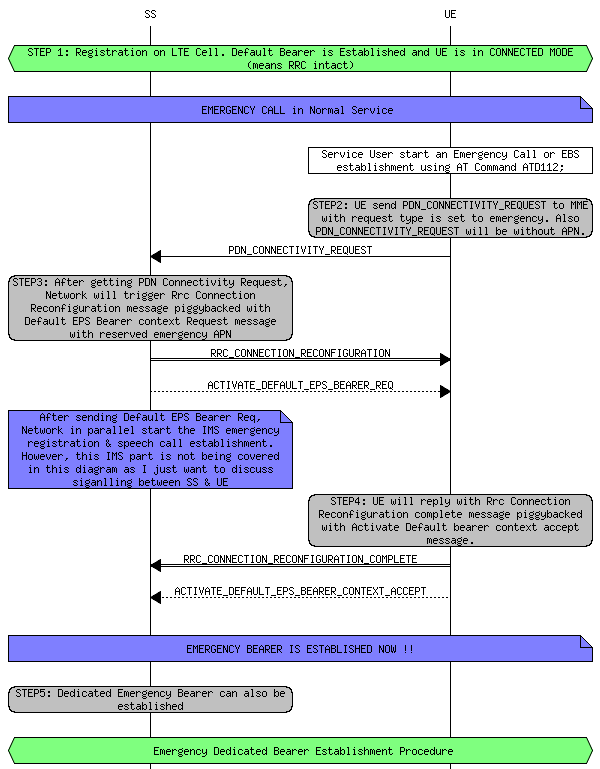 SS UE
STEP 1: Registration on LTE Cell. Default Bearer is Established and UE is in CONNECTED MODE
(means RRC intact)
EMERGENCY CALL in Normal Service
Service User start an Emergency Call or EBS
establishment using AT Command ATD112;
STEP2: UE send PDN_CONNECTIVITY_REQUEST to MME
with request type is set to emergency. Also
PDN_CONNECTIVITY_REQUEST will be without APN.
PDN_CONNECTIVITY_REQUEST
STEP3: After getting PDN Connectivity Request,
Network will trigger Rrc Connection
Reconfiguration message piggybacked with
Default EPS Bearer context Request message
with reserved emergency APN
RRC_CONNECTION_RECONFIGURATION
ACTIVATE_DEFAULT_EPS_BEARER_REQ
After sending Default EPS Bearer Req,
Network in parallel start the IMS emergency
registration & speech call establishment.
However, this IMS part is not being covered
in this diagram as I just want to discuss
siganlling between SS & UE
STEP4: UE will reply with Rrc Connection
Reconfiguration complete message piggybacked
with Activate Default bearer context accept
message.
RRC_CONNECTION_RECONFIGURATION_COMPLETE
ACTIVATE_DEFAULT_EPS_BEARER_CONTEXT_ACCEPT
EMERGENCY BEARER IS ESTABLISHED NOW !!
STEP5: Dedicated Emergency Bearer can also be
established
Emergency Dedicated Bearer Establishment Procedure